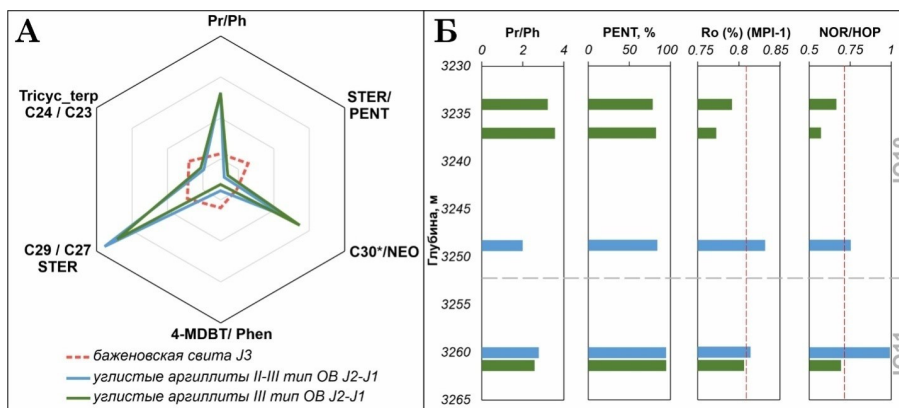 А
Pr/Ph
Tricyc_terp
C24 / C23
STER/
PENT
C29 / C27
STER
C30*/NEO
4-MDBT/ Phen
баженовская свита J3
углистые аргиллиты II-III тип ОВ J2-J1
углистые аргиллиты III тип ОВ J2-J1
Б
Pr/Ph PENT, % Ro (%) (MPI-1) NOR/HOP
0 2 4 0 50 100 0.75 0.8 0.85 0.5 0.75 1
Глубина, м
3230
3235
3240
3245
3250
3255
3260
3265